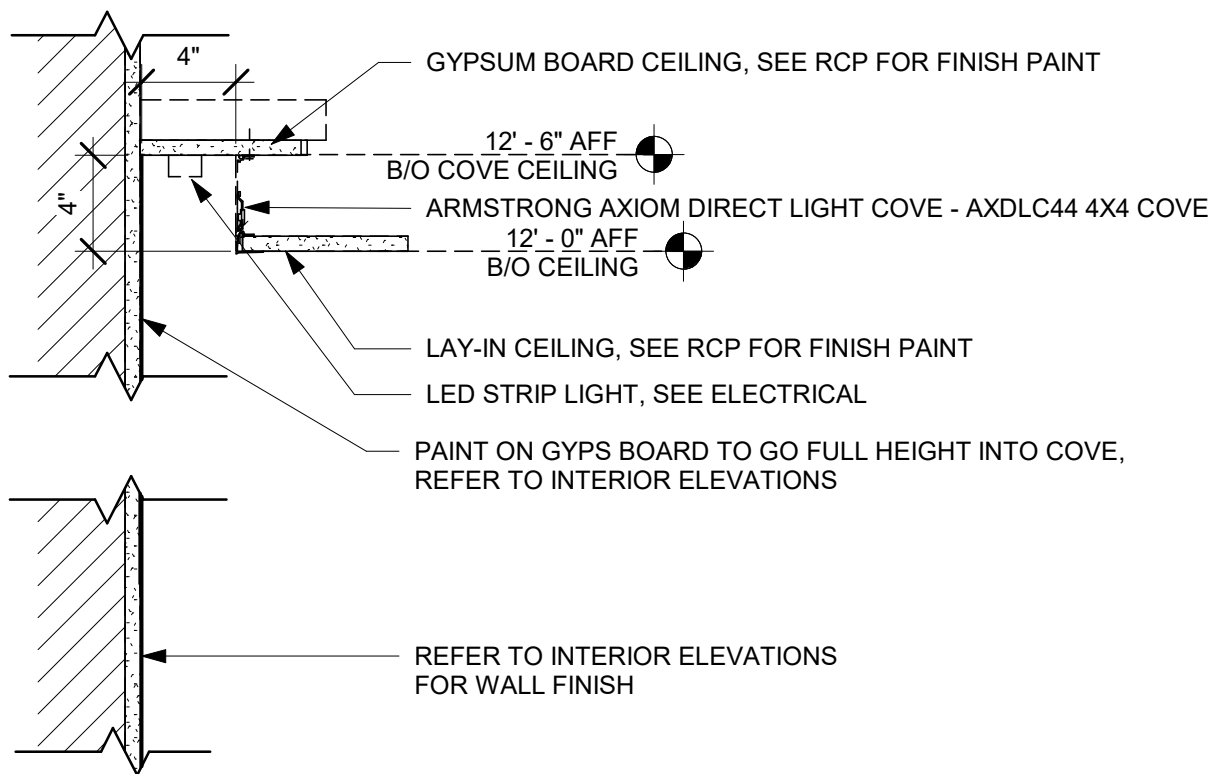 4"
GYPSUM BOARD CEILING, SEE RCP FOR FINISH PAINT
12' - 6" AFF
B/O COVE CEILING
4"
ARMSTRONG AXIOM DIRECT LIGHT COVE - AXDLC44 4X4 COVE
12' - 0" AFF
B/O CEILING
LAY-IN CEILING, SEE RCP FOR FINISH PAINT
LED STRIP LIGHT, SEE ELECTRICAL
PAINT ON GYPS BOARD TO GO FULL HEIGHT INTO COVE,
REFER TO INTERIOR ELEVATIONS
REFER TO INTERIOR ELEVATIONS
FOR WALL FINISH